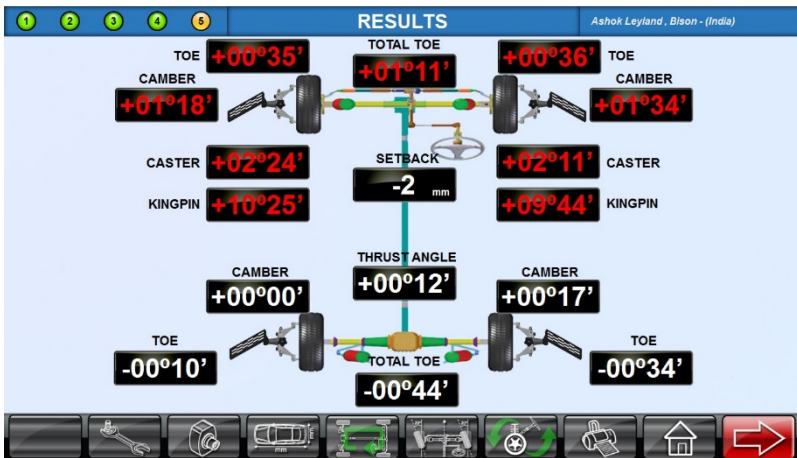 1 2 3 4 5 RESULTS Ashok Leyland , Bison - (India)
TOE +00º35' TOTAL TOE +00º36' TOE
CAMBER +01º11' CAMBER
+01º18' +01º34'
CASTER +02º24' SETBACK +02º11' CASTER
-2 mm
KINGPIN +10º25' +09º44' KINGPIN
THRUST ANGLE
CAMBER +00º12' CAMBER
+00º00' +00º17'
TOE TOE
-00º10' TOTAL TOE -00º34'
-00º44'
mm mm